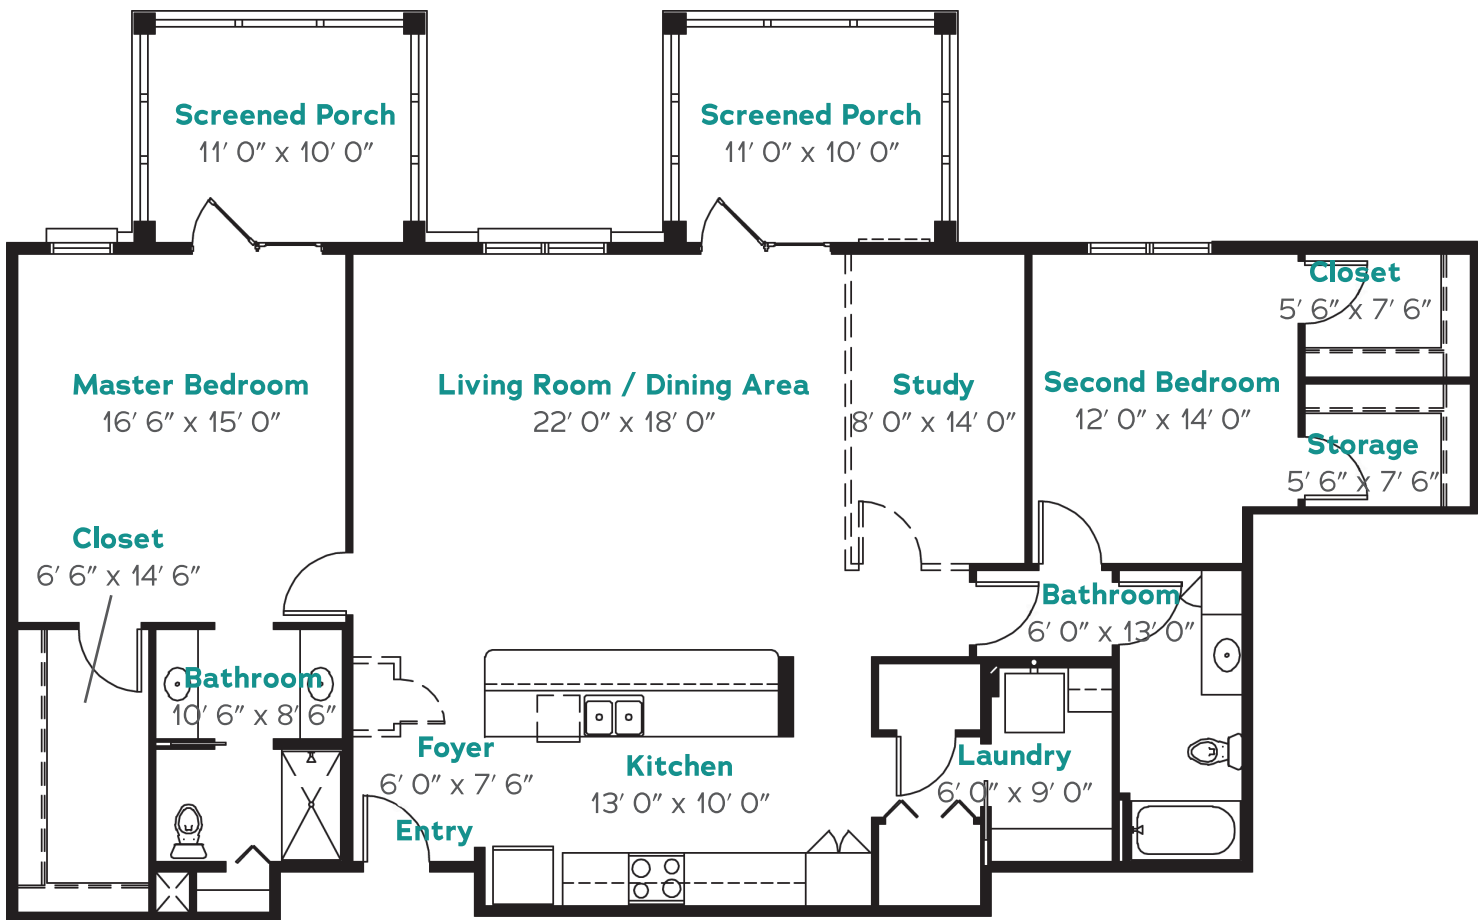 Screened Porch
11' 0" x 10' 0"
Screened Porch
11' 0" x 10' 0"
Closet
5' 6" x 7' 6"
Master Bedroom
16' 6" x 15' 0"
Living Room / Dining Area
22' 0" x 18' 0"
Study
8' 0" x 14' 0"
Second Bedroom
12' 0" x 14' 0"
Storage
5' 6" x 7' 6"
Closet
6' 6" x 14' 6"
Bathroom
6' 0" x 13' 0"
Bathroom
10' 6" x 8' 6"
Foyer
6' 0" x 7' 6"
Kitchen
13' 0" x 10' 0"
Laundry
6' 0" x 9' 0"
Entry